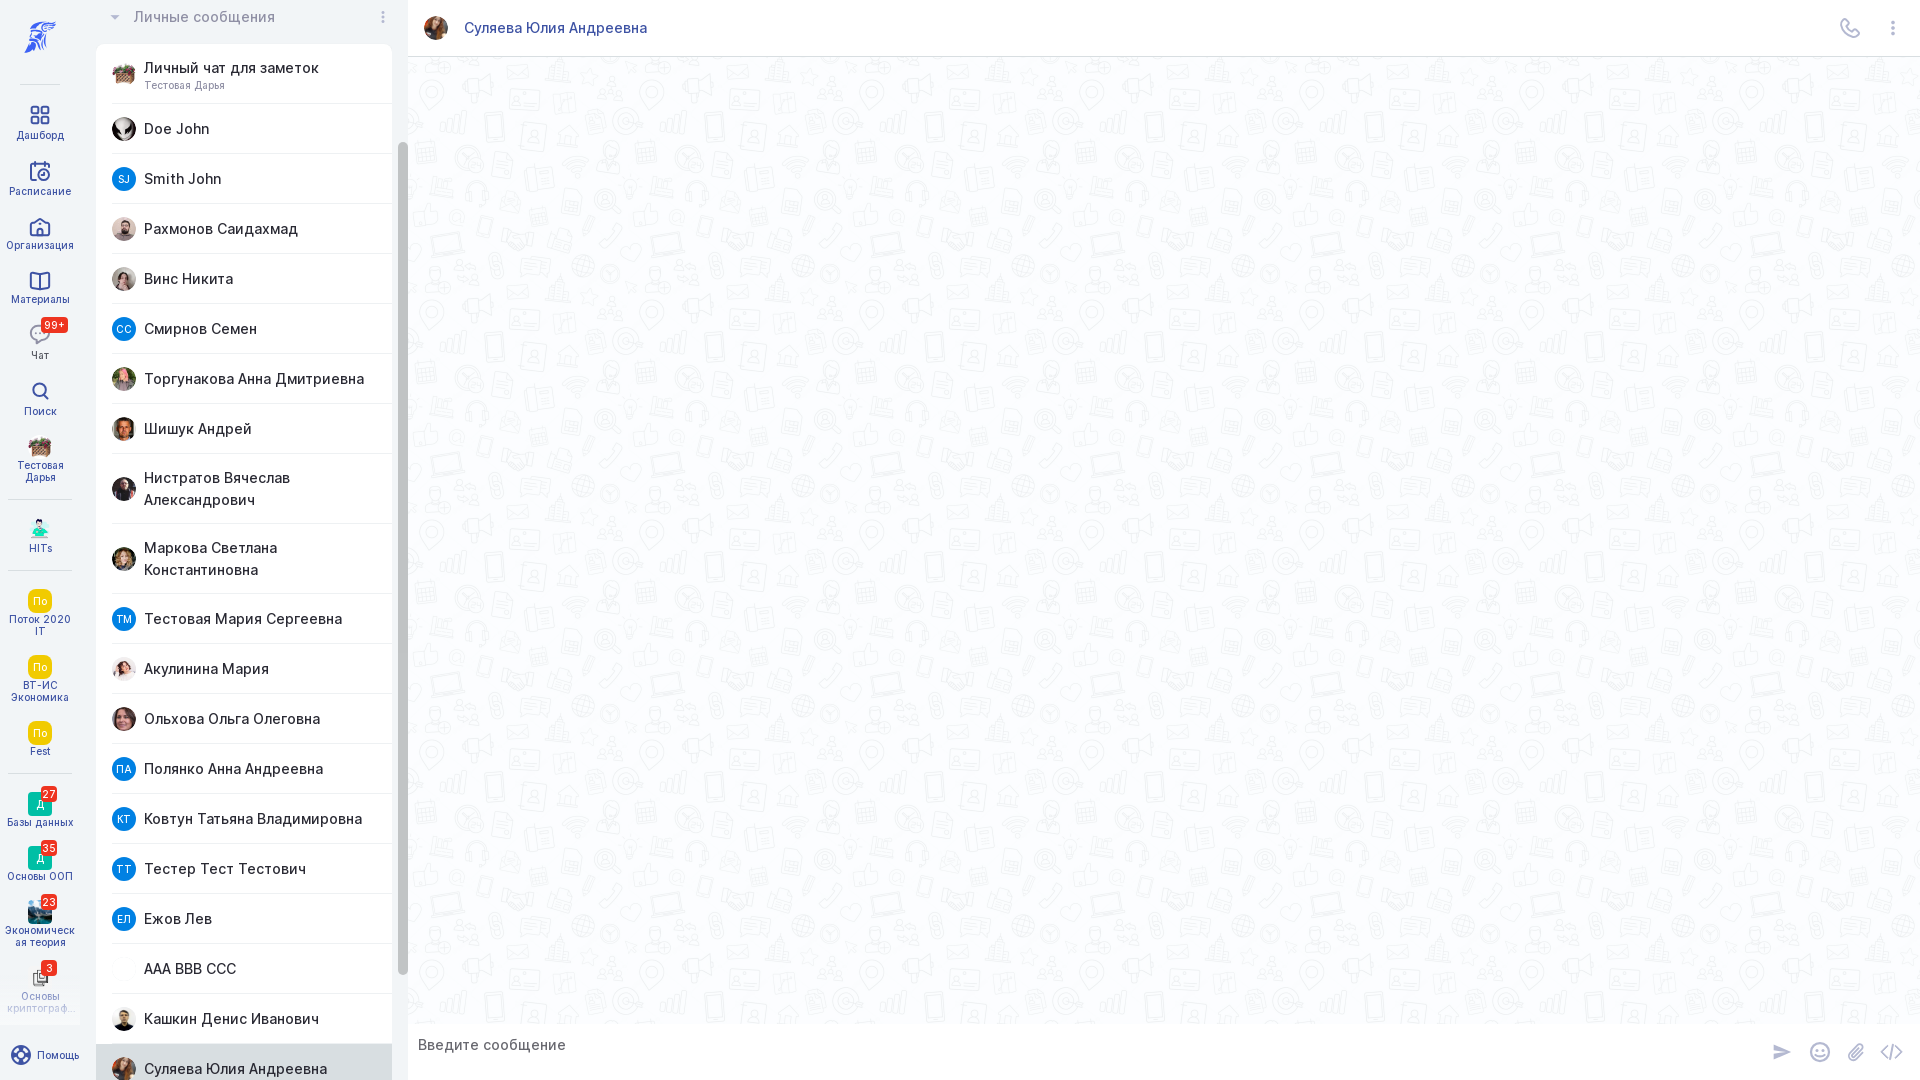 Дашборд
Расписание
Организация
Материалы
99+
Чат
Поиск
Тестовая
Дарья
HITs
По
Поток 2020
IT
По
ВТ-ИС
Экономика
По
Fest
27
Д
Базы данных
35
Д
Основы ООП
23
Экономическ
ая теория
3
Основы
криптограф...
Помощь
Личные сообщения
Личный чат для заметок
Тестовая Дарья
Doe John
SJ
Smith John
Рахмонов Саидахмад
Винс Никита
СС
Смирнов Семен
Торгунакова Анна Дмитриевна
Шишук Андрей
Нистратов Вячеслав
Александрович
Маркова Светлана
Константиновна
ТМ
Тестовая Мария Сергеевна
Акулинина Мария
Ольхова Ольга Олеговна
ПА
Полянко Анна Андреевна
КТ
Ковтун Татьяна Владимировна
ТТ
Тестер Тест Тестович
ЕЛ
Ежов Лев
AAA BBB CCC
Кашкин Денис Иванович
Суляева Юлия Андреевна
Суляева Юлия Андреевна
Введите сообщение